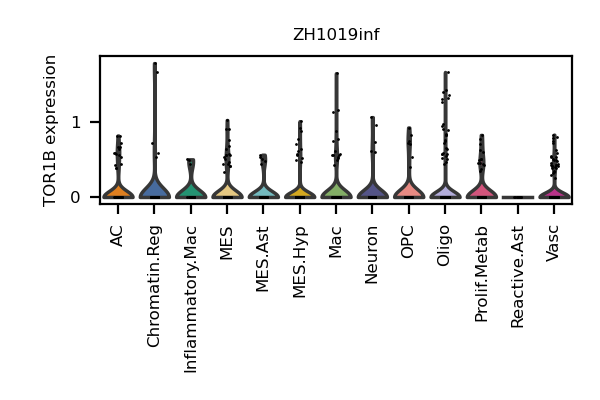 ZH1019inf
TOR1B expression
1
0
AC
Chromatin.Reg
Inflammatory.Mac
MES
MES.Ast
MES.Hyp
Mac
Neuron
OPC
Oligo
Prolif.Metab
Reactive.Ast
Vasc